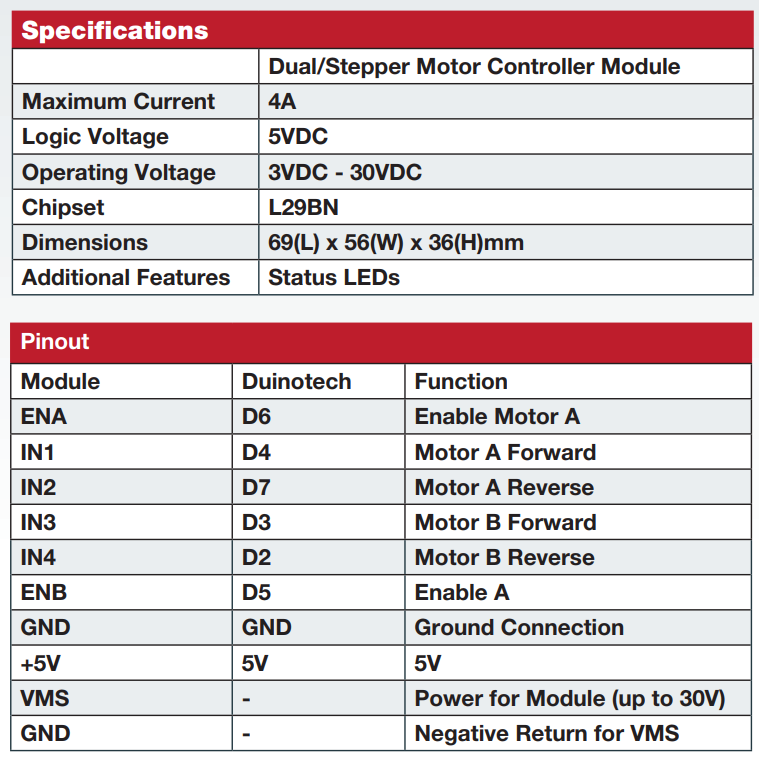 Specifications
Dual/Stepper Motor Controller Module
Maximum Current 4A
Logic Voltage 5VDC
Operating Voltage 3VDC - 30VDC
Chipset L29BN
Dimensions 69(L) x 56(W) x 36(H)mm
Additional Features Status LEDs
Pinout
Module Duinotech Function
ENA D6 Enable Motor A
IN1 D4 Motor A Forward
IN2 D7 Motor A Reverse
IN3 D3 Motor B Forward
IN4 D2 Motor B Reverse
ENB D5 Enable A
GND GND Ground Connection
+5V 5V 5V
VMS - Power for Module (up to 30V)
GND - Negative Return for VMS